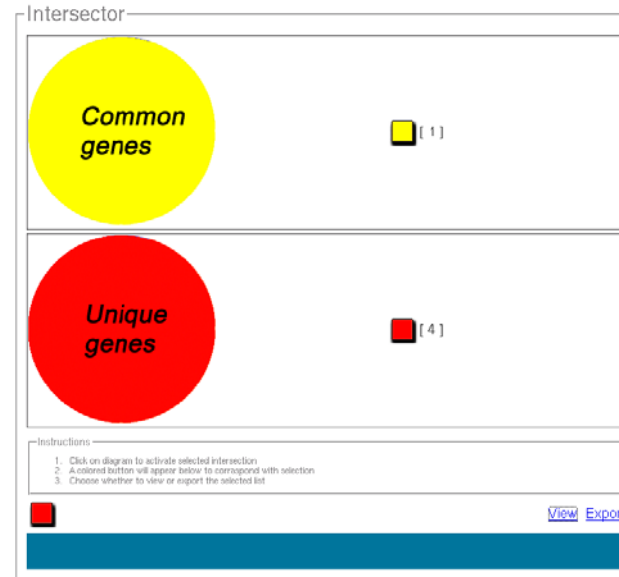 Intersector
Common
genes
[ 1 ]
Unique
genes
[ 4 ]
Instructions
1. Click on diagram to activate selected intersection
2. A colored button will appear below to correspond with selection
3. Choose whether to view or export the selected list
View Expor